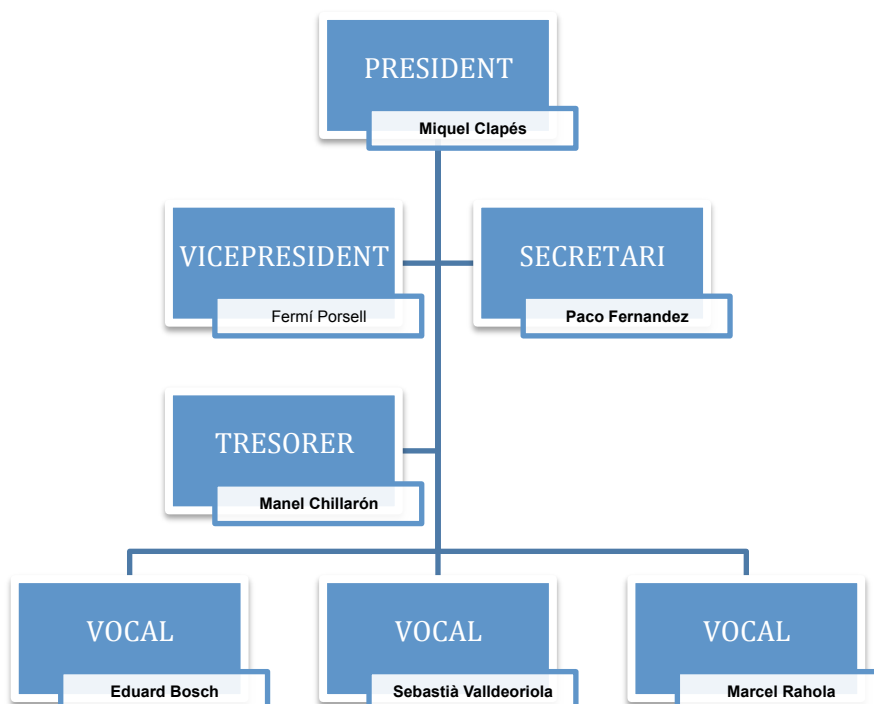 PRESIDENT
Miquel Clapés
VICEPRESIDENT
Fermí Porsell
SECRETARI
Paco Fernandez
TRESORER
Manel Chillarón
VOCAL
Eduard Bosch
VOCAL
Sebastià Valldeoriola
VOCAL
Marcel Rahola